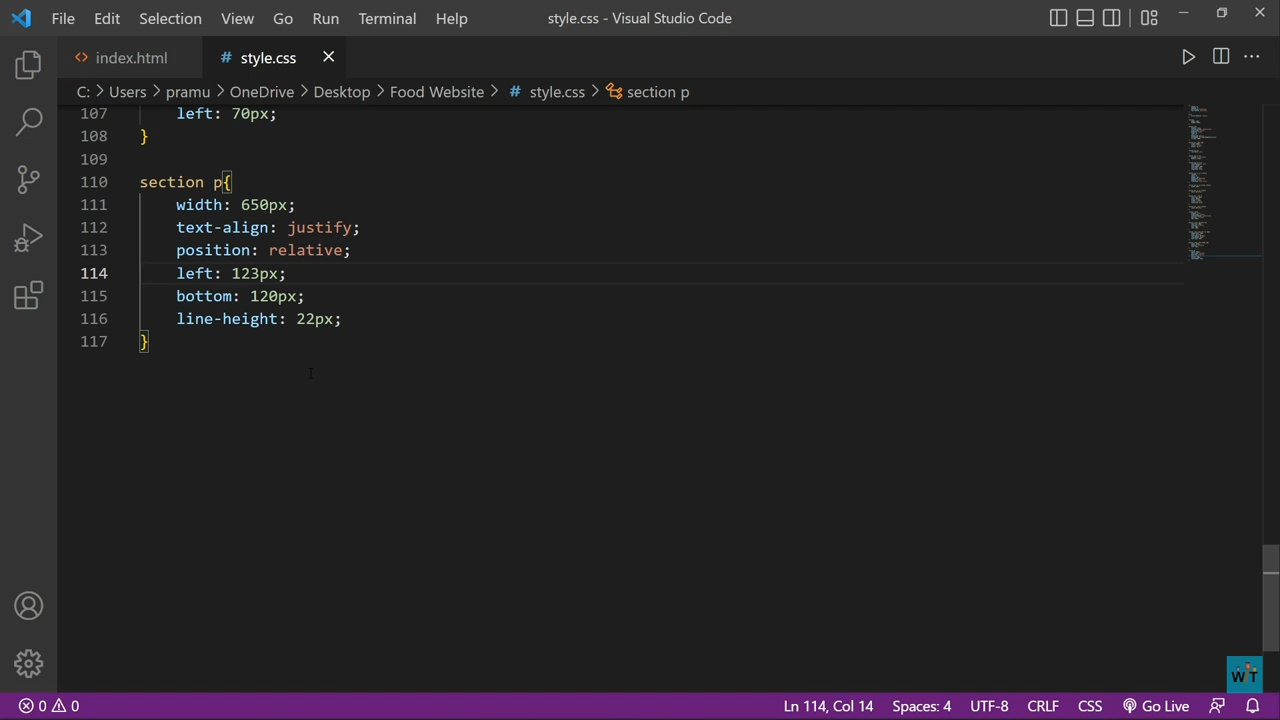 File Edit Selection View Go Run Terminal Help style.css - Visual Studio Code
<> index.html # style.css
C: > Users > pramu > OneDrive > Desktop > Food Website > # style.css > section p
107 left: 70px;
108 }
109
110 section p{
111 width: 650px;
112 text-align: justify;
113 position: relative;
114 left: 123px;
115 bottom: 120px;
116 line-height: 22px;
117 }
WT
0 0 Ln 114, Col 14 Spaces: 4 UTF-8 CRLF CSS Go Live